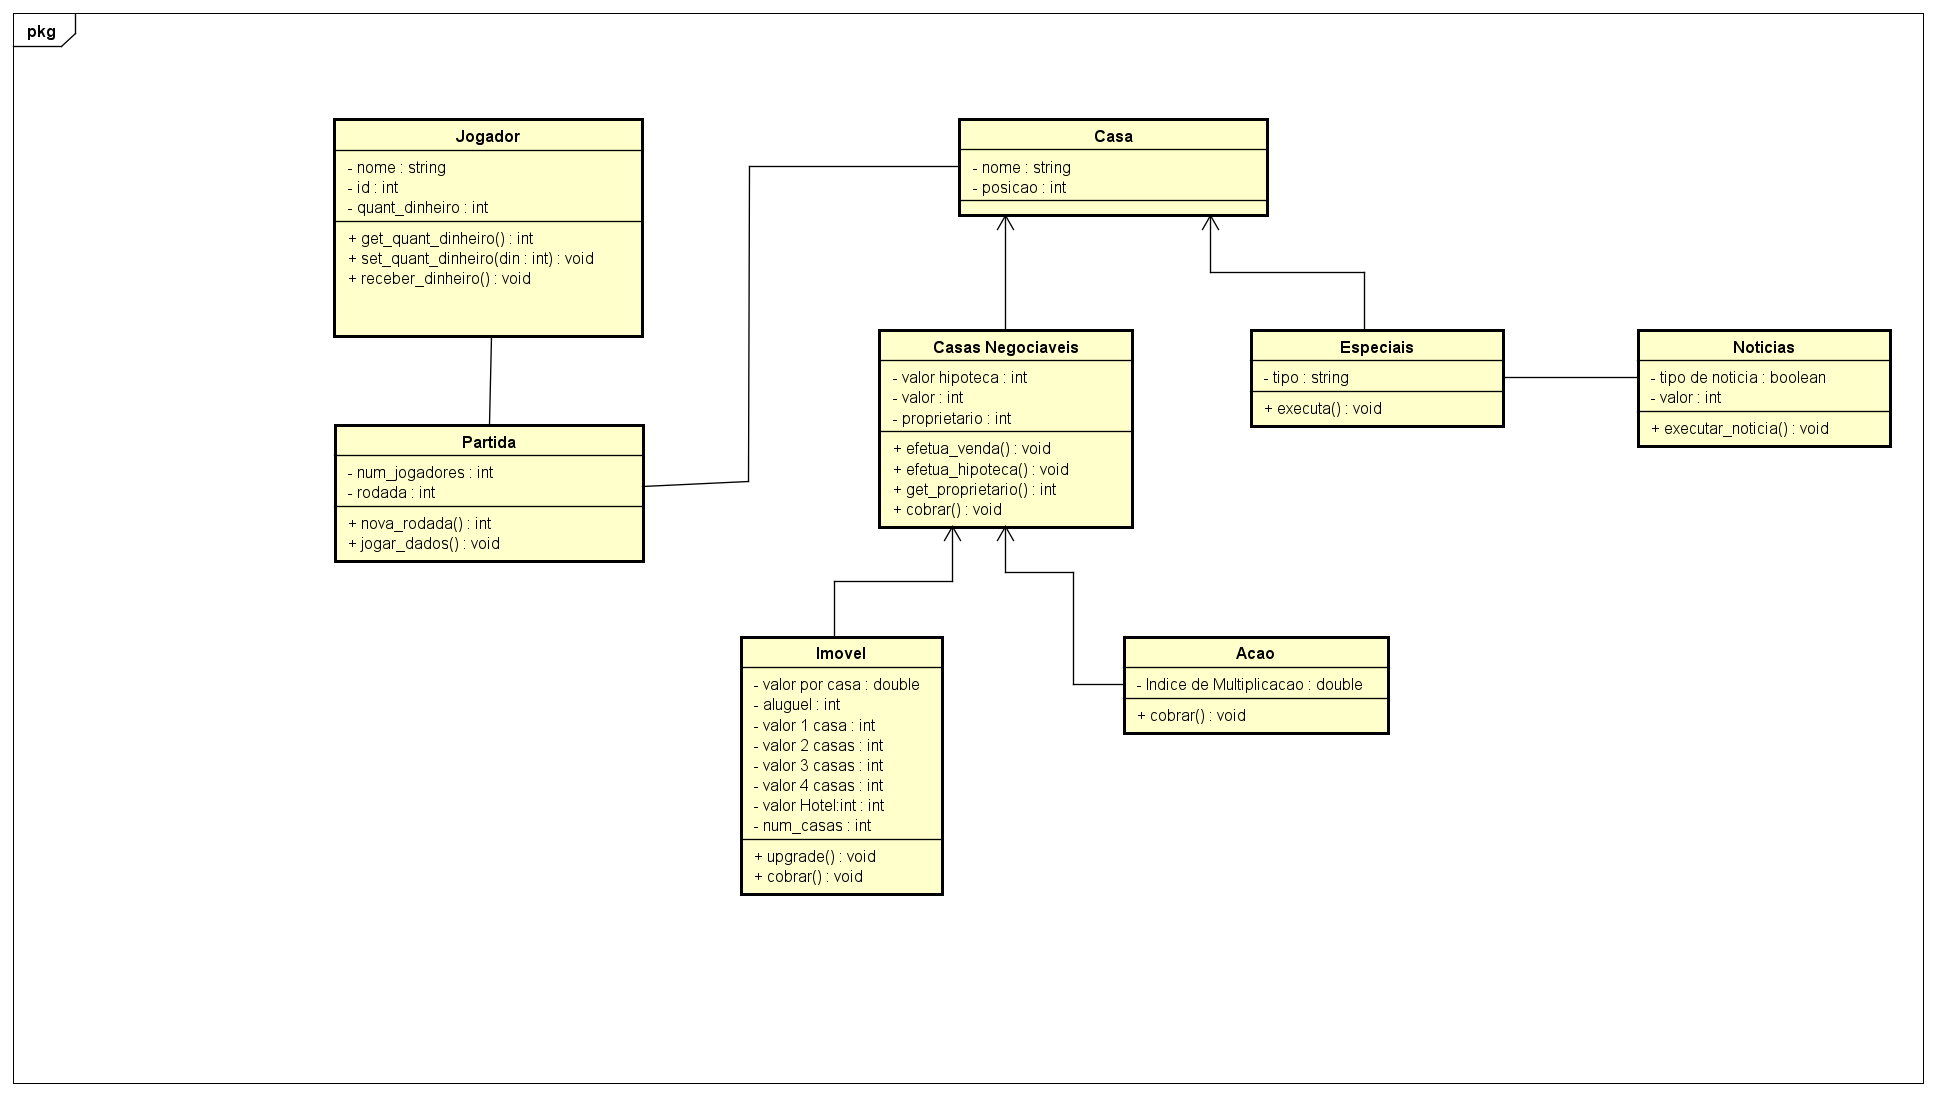 pkg
Jogador
- nome : string
- id : int
- quant_dinheiro : int
+ get_quant_dinheiro() : int
+ set_quant_dinheiro(din : int) : void
+ receber_dinheiro() : void
Casa
- nome : string
- posicao : int
Partida
- num_jogadores : int
- rodada : int
+ nova_rodada() : int
+ jogar_dados() : void
Casas Negociaveis
- valor hipoteca : int
- valor : int
- proprietario : int
+ efetua_venda() : void
+ efetua_hipoteca() : void
+ get_proprietario() : int
+ cobrar() : void
Especiais
- tipo : string
+ executa() : void
Noticias
- tipo de noticia : boolean
- valor : int
+ executar_noticia() : void
Imovel
- valor por casa : double
- aluguel : int
- valor 1 casa : int
- valor 2 casas : int
- valor 3 casas : int
- valor 4 casas : int
- valor Hotel:int : int
- num_casas : int
+ upgrade() : void
+ cobrar() : void
Acao
- Indice de Multiplicacao : double
+ cobrar() : void